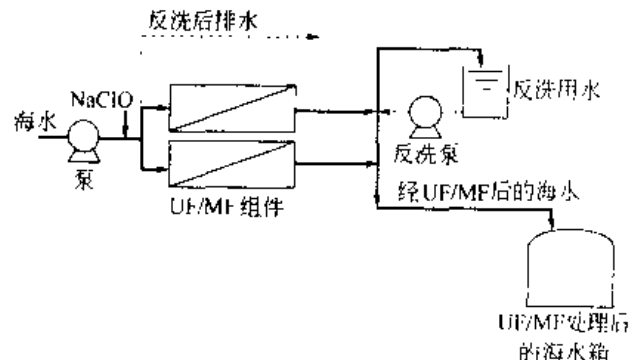 反洗后排水
NaClO
海水
泵
UF/MF组件
反洗泵
反洗用水
经UF/MF后的海水
UF/MF处理后
的海水箱